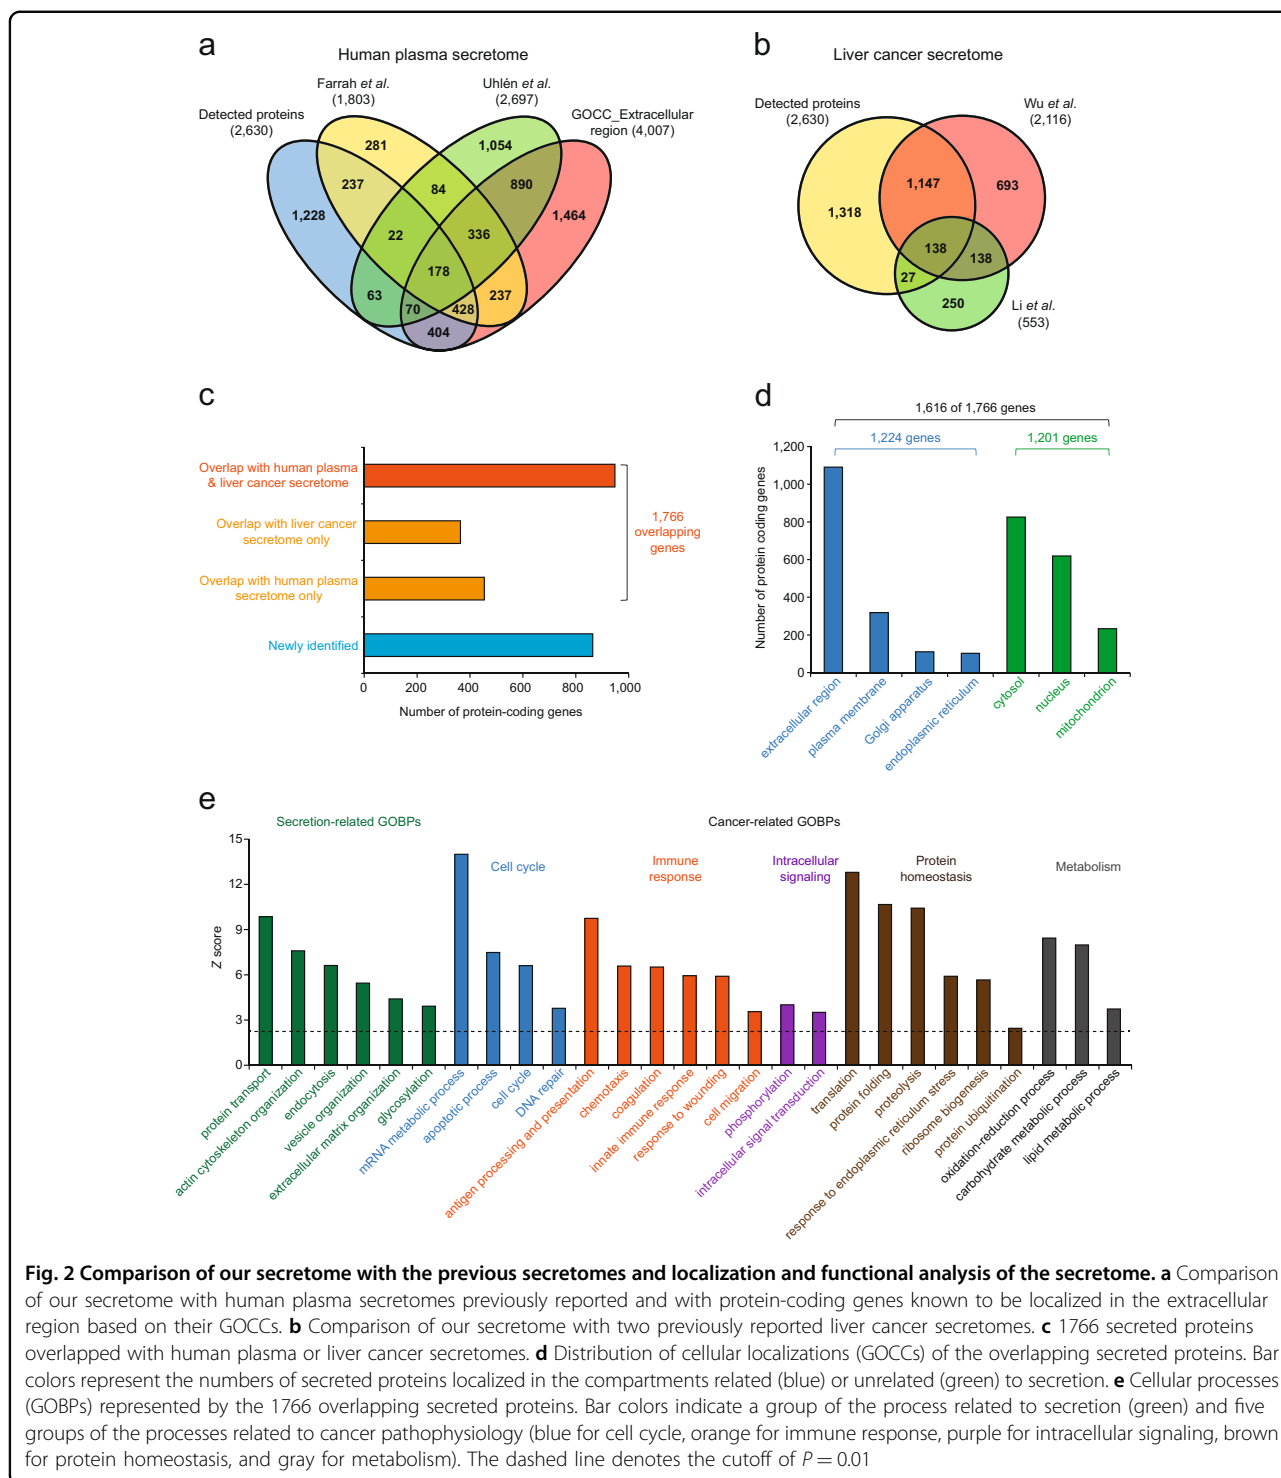 a
Human plasma secretome
Farrah et al.
(1,803)
Uhlén et al.
(2,697)
Detected proteins
(2,630)
GOCC_Extracellular
region (4,007)
281
1,054
237
84
890
1,228
1,464
22
336
178
63
237
70
428
404
b
Liver cancer secretome
Detected proteins
(2,630)
Wu et al.
(2,116)
1,147
693
1,318
138
138
27
250
Li et al.
(553)
c
Overlap with human plasma
& liver cancer secretome
Overlap with liver cancer
secretome only
Overlap with human plasma
secretome only
Newly identified
1,766
overlapping
genes
0 200 400 600 800 1,000
Number of protein-coding genes
d
1,616 of 1,766 genes
1,224 genes
1,201 genes
Number of protein coding genes
1,200
1,000
800
600
400
200
0
extracellular region
plasma membrane
Golgi apparatus
endoplasmic reticulum
cytosol
nucleus
mitochondrion
e
Secretion-related GOBPs
Cancer-related GOBPs
Cell cycle
Immune
response
Intracellular
signaling
Protein
homeostasis
Metabolism
Z score
15
12
9
6
3
0
protein transport
actin cytoskeleton organization
endocytosis
vesicle organization
extracellular matrix organization
glycosylation
mRNA metabolic process
apoptotic process
cell cycle
DNA repair
antigen processing and presentation
chemotaxis
coagulation
innate immune response
response to wounding
cell migration
phosphorylation
intracellular signal transduction
translation
protein folding
proteolysis
response to endoplasmic reticulum stress
ribosome biogenesis
protein ubiquitination
oxidation-reduction process
carbohydrate metabolic process
lipid metabolic process
Fig. 2 Comparison of our secretome with the previous secretomes and localization and functional analysis of the secretome. a Comparison
of our secretome with human plasma secretomes previously reported and with protein-coding genes known to be localized in the extracellular
region based on their GOCCs. b Comparison of our secretome with two previously reported liver cancer secretomes. c 1766 secreted proteins
overlapped with human plasma or liver cancer secretomes. d Distribution of cellular localizations (GOCCs) of the overlapping secreted proteins. Bar
colors represent the numbers of secreted proteins localized in the compartments related (blue) or unrelated (green) to secretion. e Cellular processes
(GOBPs) represented by the 1766 overlapping secreted proteins. Bar colors indicate a group of the process related to secretion (green) and five
groups of the processes related to cancer pathophysiology (blue for cell cycle, orange for immune response, purple for intracellular signaling, brown
for protein homeostasis, and gray for metabolism). The dashed line denotes the cutoff of P = 0.01